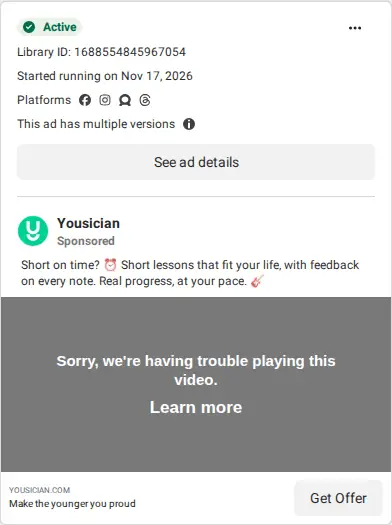 Active
Library ID: 1688554845967054
Started running on Nov 17, 2026
Platforms
This ad has multiple versions
See ad details
Yousician
Sponsored
Short on time? ⏰ Short lessons that fit your life, with feedback
on every note. Real progress, at your pace. 🎸
Sorry, we're having trouble playing this
video.
Learn more
YOUSICIAN.COM
Make the younger you proud
Get Offer